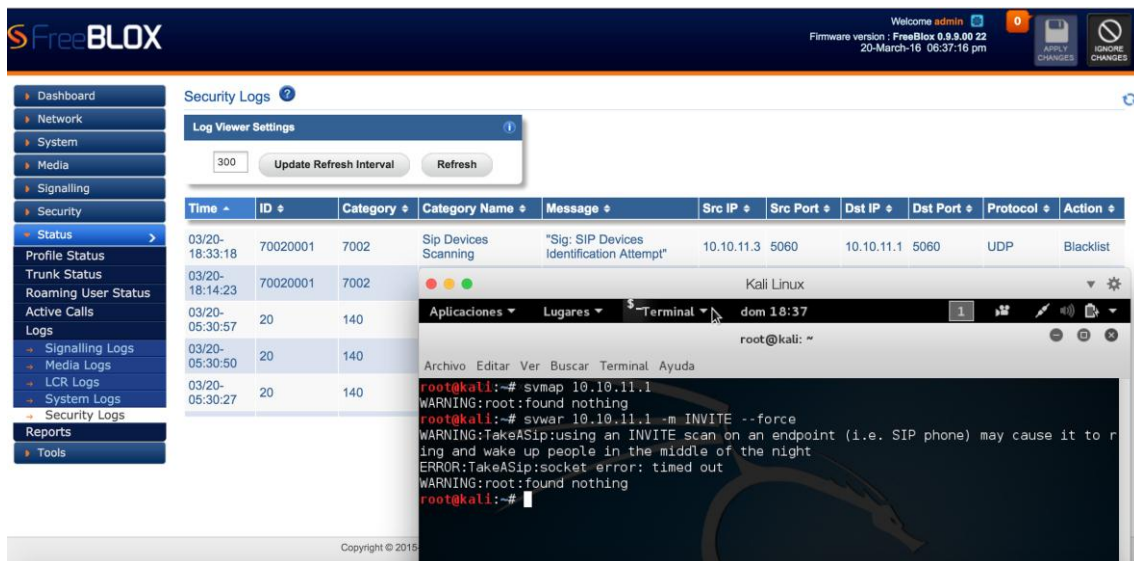 SFreeBLOX
Welcome admin
Firmware version : FreeBlox 0.9.9.00 22
20-March-16 06:37:16 pm
0
APPLY CHANGES
IGNORE CHANGES
Dashboard
Network
System
Media
Signalling
Security
Status
Profile Status
Trunk Status
Roaming User Status
Active Calls
Logs
Signalling Logs
Media Logs
LCR Logs
System Logs
Security Logs
Reports
Tools
Security Logs ?
Log Viewer Settings
300 Update Refresh Interval Refresh
Time ID Category Category Name Message Src IP Src Port Dst IP Dst Port Protocol Action
03/20-18:33:18 70020001 7002 Sip Devices Scanning "Sig: SIP Devices Identification Attempt" 10.10.11.3 5060 10.10.11.1 5060 UDP Blacklist
03/20-18:14:23 70020001 7002
03/20-05:30:57 20 140
03/20-05:30:50 20 140
03/20-05:30:27 20 140
Copyright © 2015
Kali Linux
Aplicaciones Lugares Terminal dom 18:37 1
root@kali: ~
Archivo Editar Ver Buscar Terminal Ayuda
root@kali:~# svmap 10.10.11.1
WARNING:root:found nothing
root@kali:~# svwar 10.10.11.1 -m INVITE --force
WARNING:TakeASip:using an INVITE scan on an endpoint (i.e. SIP phone) may cause it to r
ing and wake up people in the middle of the night
ERROR:TakeASip:socket error: timed out
WARNING:root:found nothing
root@kali:~#